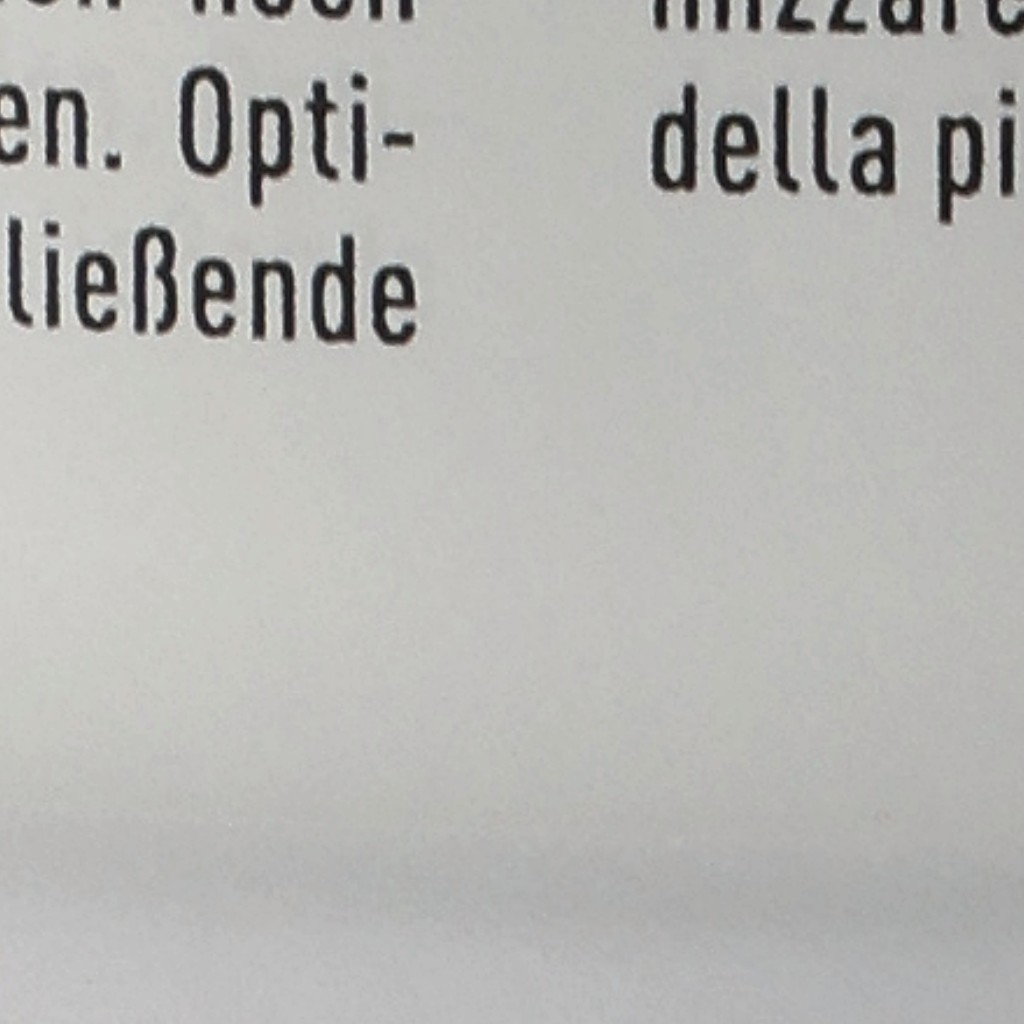 en. Opti-
ließende
della pi